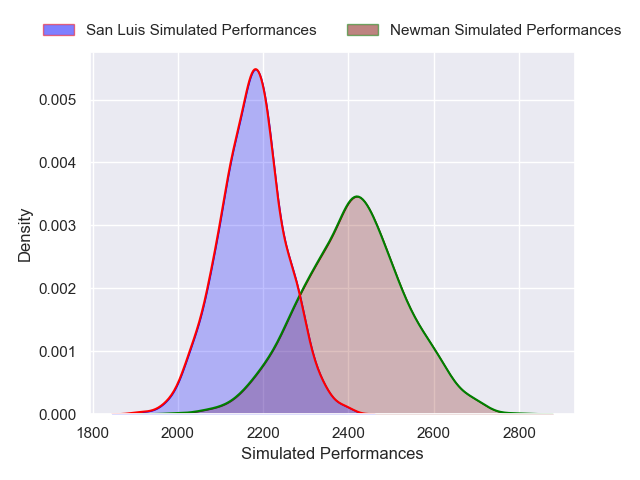 San Luis Simulated Performances Newman Simulated Performances
0.005
0.004
0.003
0.002
0.001
0.000
Density
1800 2000 2200 2400 2600 2800
Simulated Performances